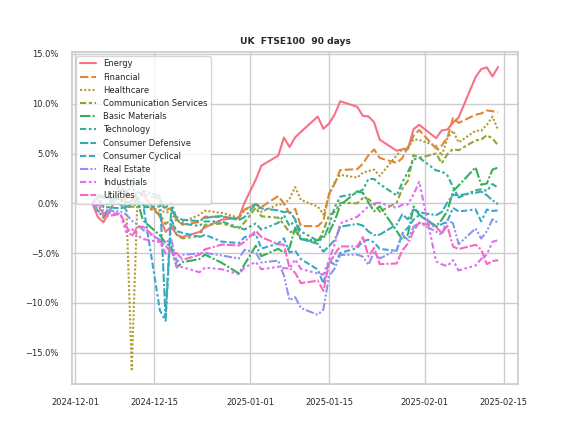 UK FTSE100 90 days
15.0%
10.0%
5.0%
0.0%
−5.0%
−10.0%
−15.0%
Energy
Financial
Healthcare
Communication Services
Basic Materials
Technology
Consumer Defensive
Consumer Cyclical
Real Estate
Industrials
Utilities
2024-12-01 2024-12-15 2025-01-01 2025-01-15 2025-02-01 2025-02-15